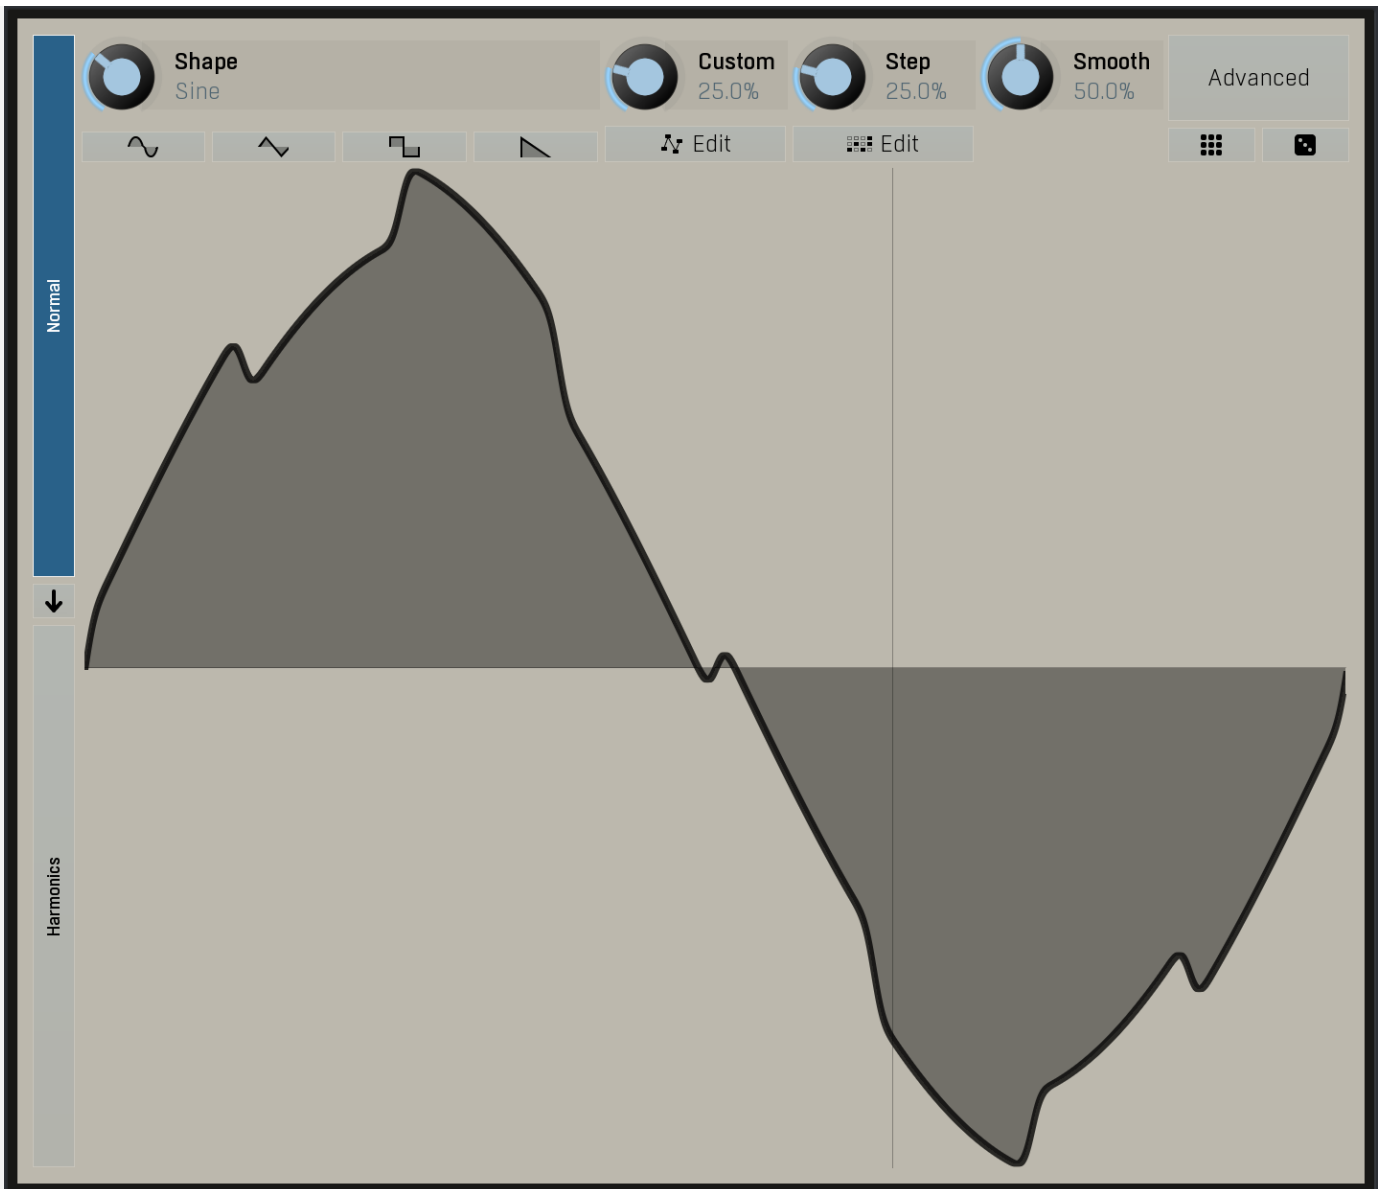 Shape
Sine
Custom
25.0%
Step
25.0%
Smooth
50.0%
Advanced
Edit
Edit
Normal
Harmonics